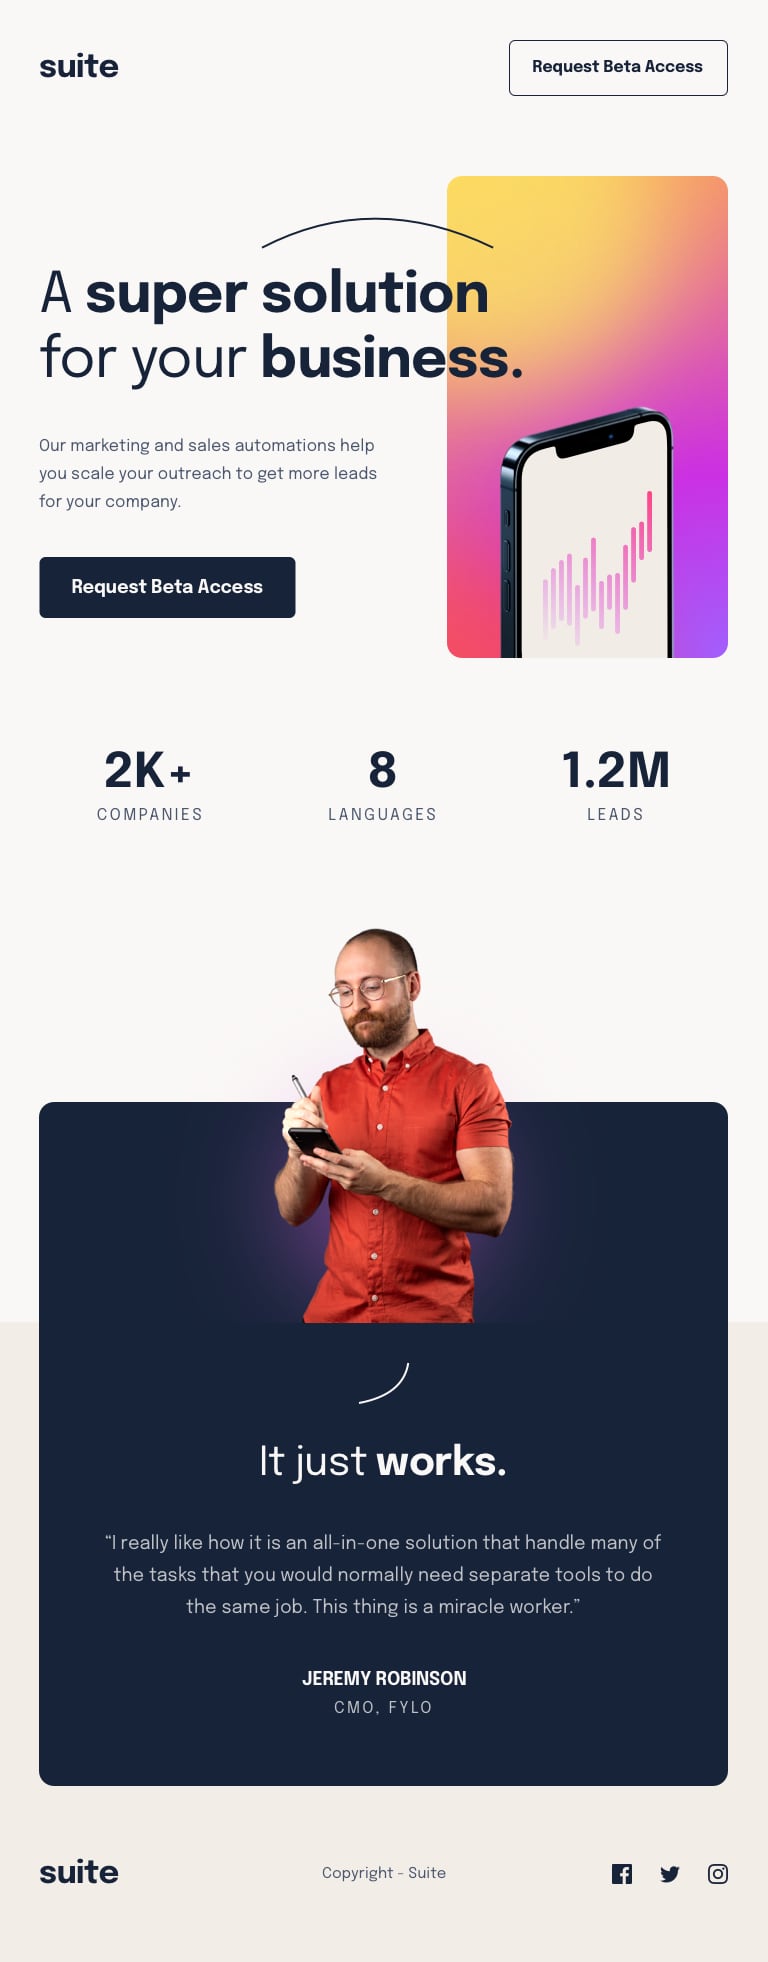 suite
Request Beta Access
A super solution
for your business.
Our marketing and sales automations help
you scale your outreach to get more leads
for your company.
Request Beta Access
2K+
COMPANIES
8
LANGUAGES
1.2M
LEADS
It just works.
“I really like how it is an all-in-one solution that handle many of
the tasks that you would normally need separate tools to do
the same job. This thing is a miracle worker.”
JEREMY ROBINSON
CMO, FYLO
suite
Copyright - Suite